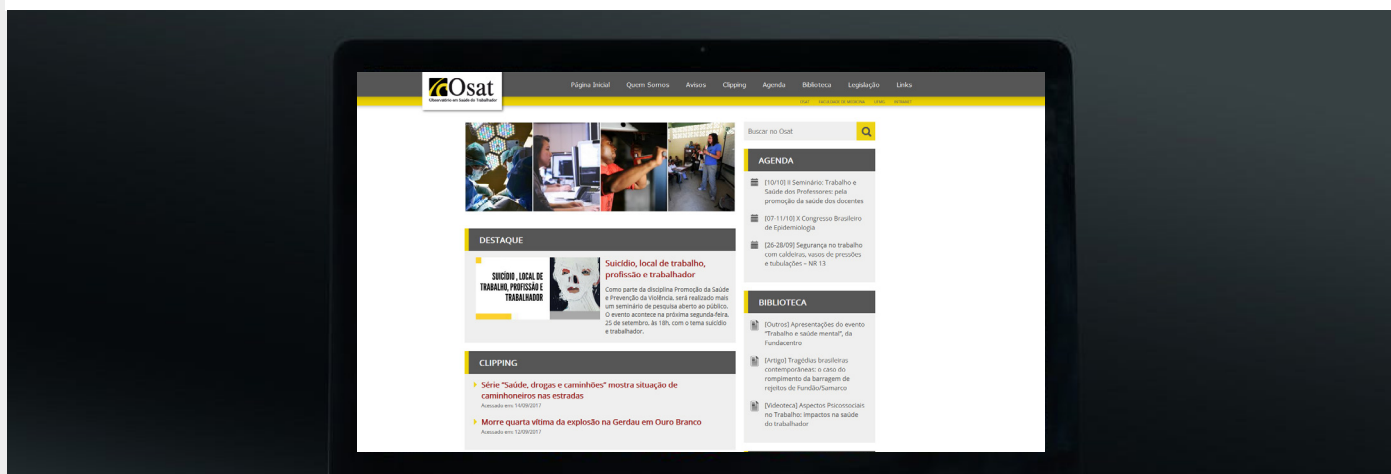 Osat
Observatório em Saúde do Trabalhador
Página Inicial Quem Somos Avisos Clipping Agenda Biblioteca Legislação Links
OSAT FACULDADE DE MEDICINA UFMG INTRANET
Buscar no Osat
DESTAQUE
SUICÍDIO , LOCAL DE
TRABALHO, PROFISSÃO E
TRABALHADOR
Suicídio, local de trabalho,
profissão e trabalhador
Como parte da disciplina Promoção da Saúde
e Prevenção da Violência, será realizado mais
um seminário de pesquisa aberto ao público.
O evento acontece na próxima segunda-feira,
25 de setembro, às 18h, com o tema suicídio
e trabalhador.
CLIPPING
Série "Saúde, drogas e caminhões" mostra situação de
caminhoneiros nas estradas
Acessado em: 14/09/2017
Morre quarta vítima da explosão na Gerdau em Ouro Branco
Acessado em: 12/09/2017
AGENDA
[10/10] II Seminário: Trabalho e
Saúde dos Professores: pela
promoção da saúde dos docentes
[07-11/10] X Congresso Brasileiro
de Epidemiologia
[26-28/09] Segurança no trabalho
com caldeiras, vasos de pressões
e tubulações – NR 13
BIBLIOTECA
[Outros] Apresentações do evento
"Trabalho e saúde mental", da
Fundacentro
[Artigo] Tragédias brasileiras
contemporâneas: o caso do
rompimento da barragem de
rejeitos de Fundão/Samarco
[Videoteca] Aspectos Psicossociais
no Trabalho: Impactos na saúde
do trabalhador